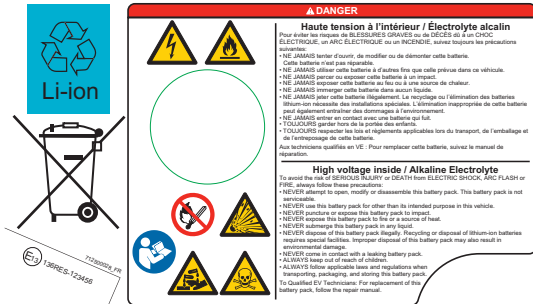 Li-ion
E13 136RES-123456
71280028_FR
DANGER
Haute tension à l'intérieur / Électrolyte alcalin
Pour éviter les risques de BLESSURES GRAVES ou de DÉCÈS dû à un CHOC
ÉLECTRIQUE, un ARC ÉLECTRIQUE ou un INCENDIE, suivez toujours les précautions
suivantes:
• NE JAMAIS tenter d'ouvrir, de modifier ou de démonter cette batterie.
Cette batterie n'est pas réparable.
• NE JAMAIS utiliser cette batterie à d'autres fins que celle prévue dans ce véhicule.
• NE JAMAIS percer ou exposer cette batterie à un impact.
• NE JAMAIS exposer cette batterie au feu ou à une source de chaleur.
• NE JAMAIS immerger cette batterie dans aucun liquide.
• NE JAMAIS jeter cette batterie illégalement. Le recyclage ou l'élimination des batteries
lithium-ion nécessite des installations spéciales. L'élimination inappropriée de cette batterie
peut également entraîner des dommages à l'environnement.
• NE JAMAIS entrer en contact avec une batterie qui fuit.
• TOUJOURS garder hors de la portée des enfants.
• TOUJOURS respecter les lois et règlements applicables lors du transport, de l'emballage et
de l'entreposage de cette batterie.
Aux techniciens qualifiés en VE : Pour remplacer cette batterie, suivez le manuel de
réparation.
High voltage inside / Alkaline Electrolyte
To avoid the risk of SERIOUS INJURY or DEATH from ELECTRIC SHOCK, ARC FLASH or
FIRE, always follow these precautions:
• NEVER attempt to open, modify or disassemble this battery pack. This battery pack is not
serviceable.
• NEVER use this battery pack for other than its intended purpose in this vehicle.
• NEVER puncture or expose this battery pack to impact.
• NEVER expose this battery pack to fire or a source of heat.
• NEVER submerge this battery pack in any liquid.
• NEVER dispose of this battery pack illegally. Recycling or disposal of lithium-ion batteries
requires special facilities. Improper disposal of this battery pack may also result in
environmental damage.
• NEVER come in contact with a leaking battery pack.
• ALWAYS keep out of reach of children.
• ALWAYS follow applicable laws and regulations when
transporting, packaging, and storing this battery pack.
To Qualified EV Technicians: For replacement of this
battery pack, follow the repair manual.